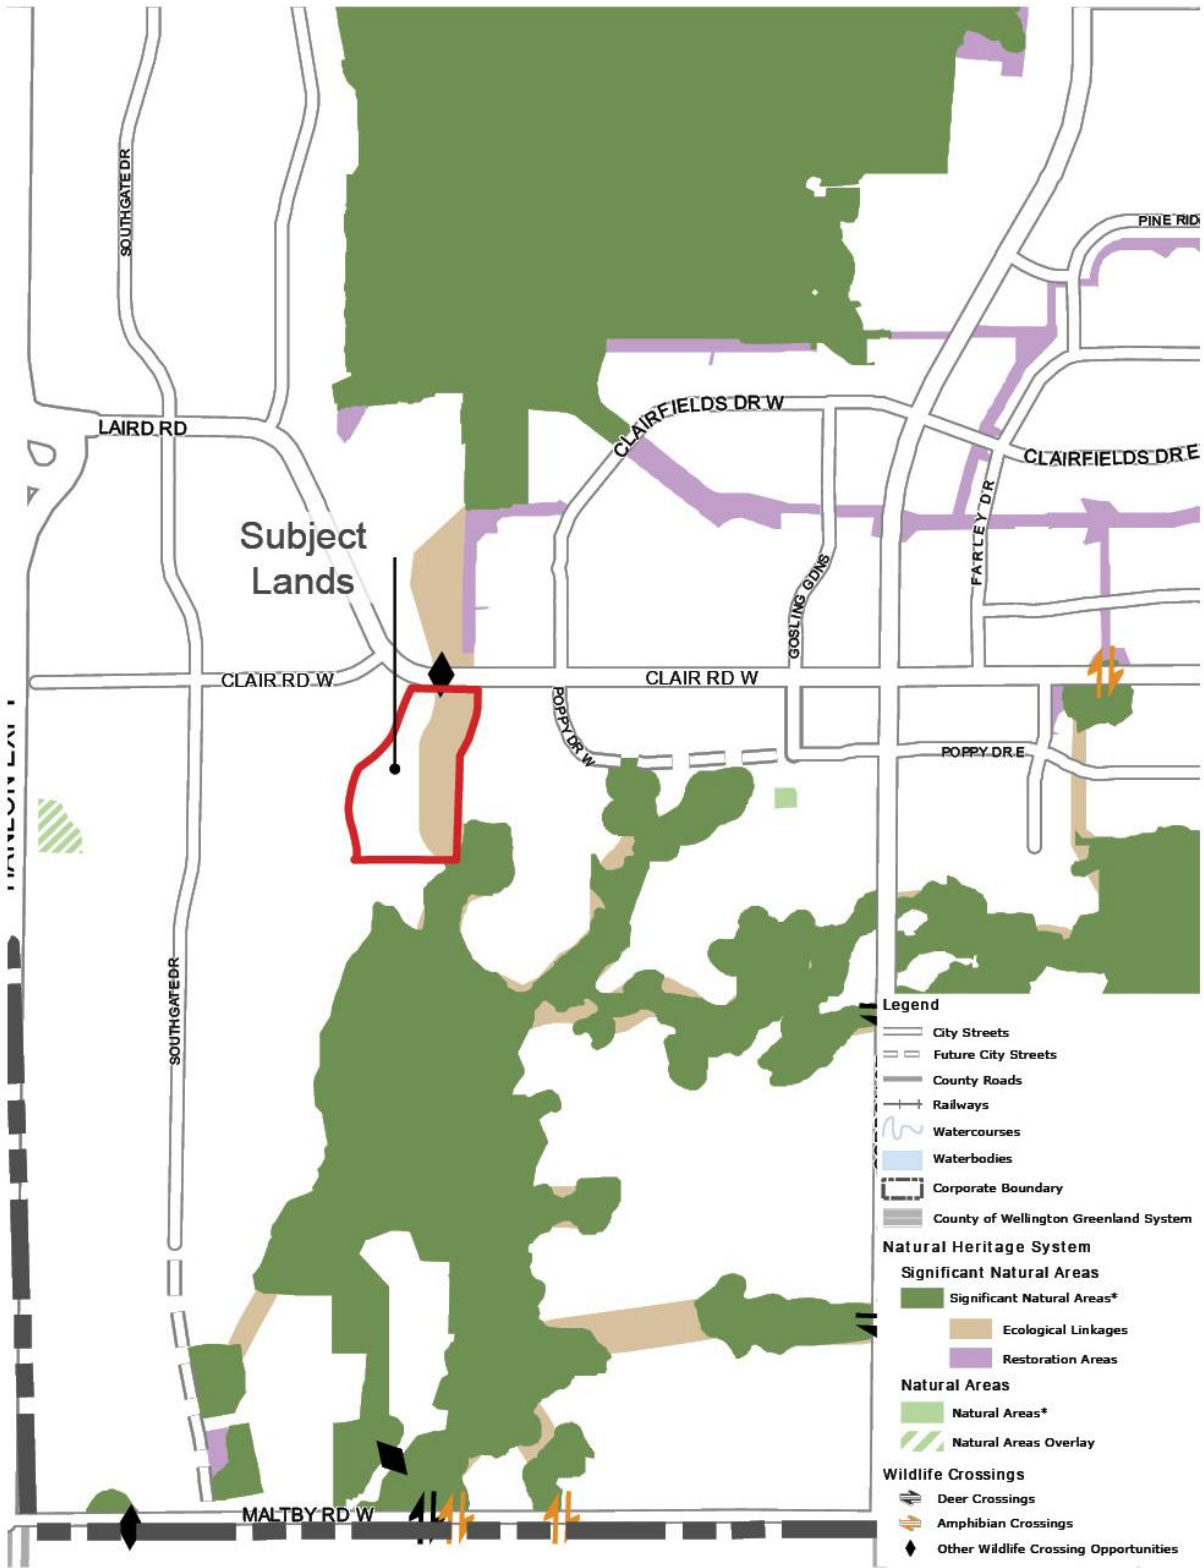 SOUTHGATE DR
PINE RID
LAIRD RD
CLAIRFIELDS DR W
CLAIRFIELDS DR E
FARLEY DR
Subject
Lands
GOSLING GDNS
CLAIR RD W
CLAIR RD W
POPPY DR W
POPPY DR E
SOUTHGATE DR
MALTBY RD W
Legend
City Streets
Future City Streets
County Roads
Railways
Watercourses
Waterbodies
Corporate Boundary
County of Wellington Greenland System
Natural Heritage System
Significant Natural Areas
Significant Natural Areas*
Ecological Linkages
Restoration Areas
Natural Areas
Natural Areas*
Natural Areas Overlay
Wildlife Crossings
Deer Crossings
Amphibian Crossings
Other Wildlife Crossing Opportunities